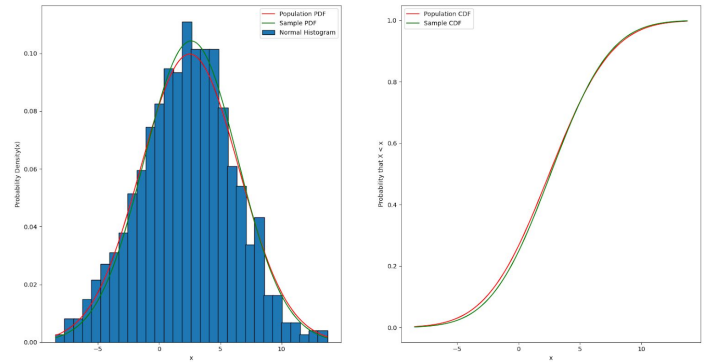 Population PDF
Sample PDF
Normal Histogram
0.10
0.08
0.06
0.04
0.02
0.00
Probability Density(x)
−5
0
5
10
x
Population CDF
Sample CDF
1.0
0.8
0.6
0.4
0.2
0.0
Probability that X < x
−5
0
5
10
x